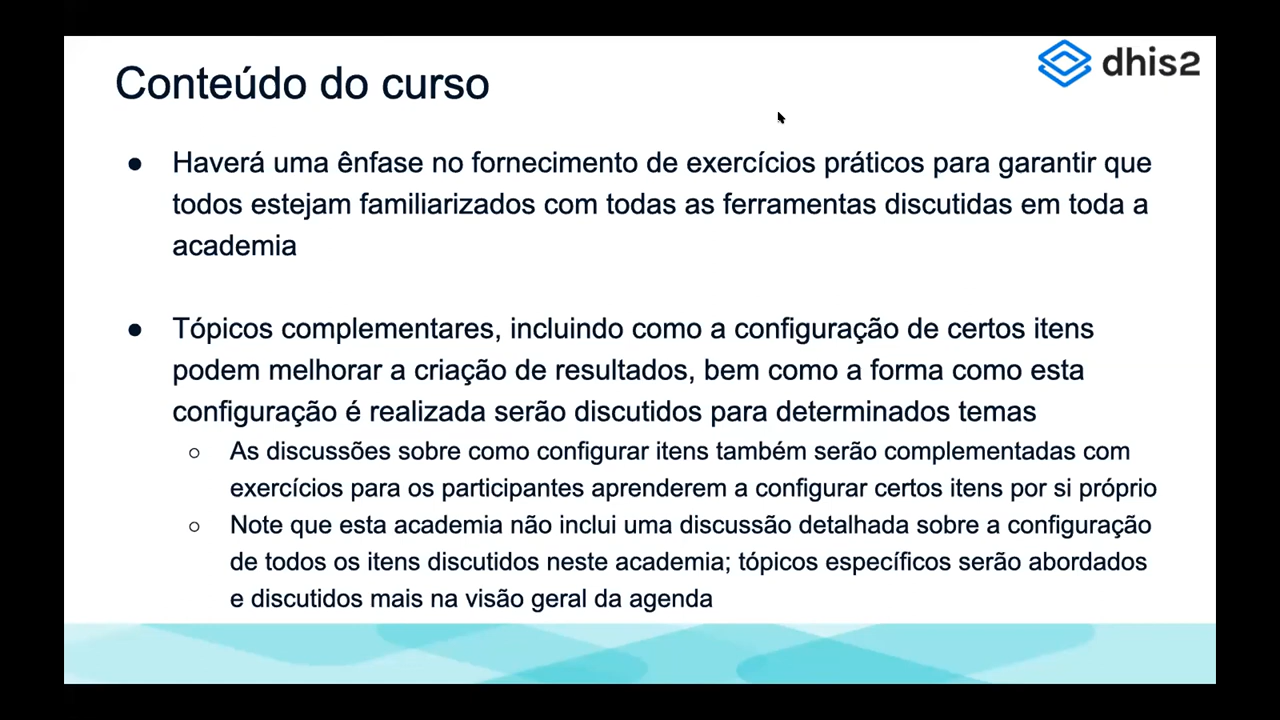 Conteúdo do curso
dhis2
● Haverá uma ênfase no fornecimento de exercícios práticos para garantir que
todos estejam familiarizados com todas as ferramentas discutidas em toda a
academia
● Tópicos complementares, incluindo como a configuração de certos itens
podem melhorar a criação de resultados, bem como a forma como esta
configuração é realizada serão discutidos para determinados temas
○ As discussões sobre como configurar itens também serão complementadas com
exercícios para os participantes aprenderem a configurar certos itens por si próprio
○ Note que esta academia não inclui uma discussão detalhada sobre a configuração
de todos os itens discutidos neste academia; tópicos específicos serão abordados
e discutidos mais na visão geral da agenda